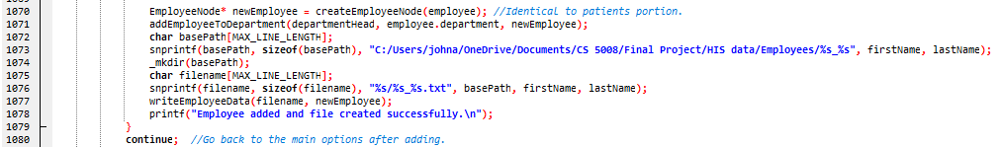 1070 EmployeeNode* newEmployee = createEmployeeNode(employee); //Identical to patients portion.
1071 addEmployeeToDepartment(departmentHead, employee.department, newEmployee);
1072 char basePath[MAX_LINE_LENGTH];
1073 snprintf(basePath, sizeof(basePath), "C:/Users/johna/OneDrive/Documents/CS 5008/Final Project/HIS data/Employees/%s_%s", firstName, lastName);
1074 _mkdir(basePath);
1075 char filename[MAX_LINE_LENGTH];
1076 snprintf(filename, sizeof(filename), "%s/%s_%s.txt", basePath, firstName, lastName);
1077 writeEmployeeData(filename, newEmployee);
1078 printf("Employee added and file created successfully.\n");
1079 }
1080 continue; //Go back to the main options after adding.